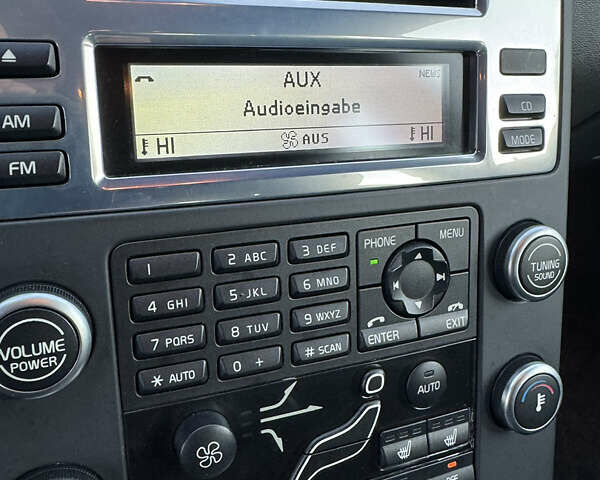 AUX
NEWS
Audioeingabe
HI
AUS
HI
AM
FM
CD
MODE
1
2 ABC
3 DEF
4 GHI
5 JKL
6 MNO
7 PQRS
8 TUV
9 WXYZ
* AUTO
0 +
# SCAN
PHONE
MENU
ENTER
EXIT
VOLUME
POWER
TUNING
SOUND
AUTO